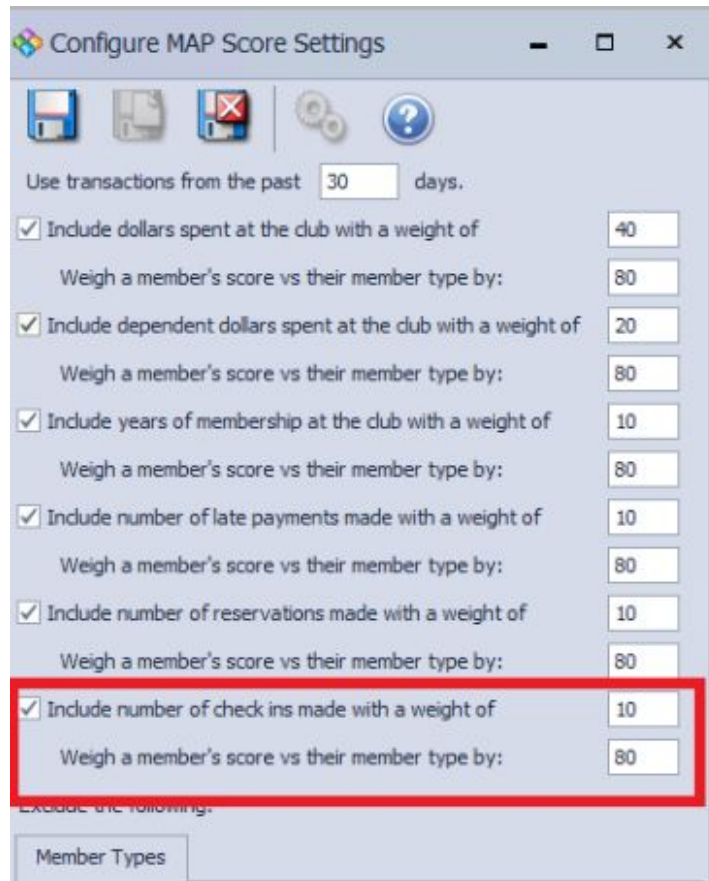 Configure MAP Score Settings
Use transactions from the past 30 days.
Include dollars spent at the club with a weight of 40
Weigh a member's score vs their member type by: 80
Include dependent dollars spent at the club with a weight of 20
Weigh a member's score vs their member type by: 80
Include years of membership at the club with a weight of 10
Weigh a member's score vs their member type by: 80
Include number of late payments made with a weight of 10
Weigh a member's score vs their member type by: 80
Include number of reservations made with a weight of 10
Weigh a member's score vs their member type by: 80
Include number of check ins made with a weight of 10
Weigh a member's score vs their member type by: 80
Exclude the following:
Member Types